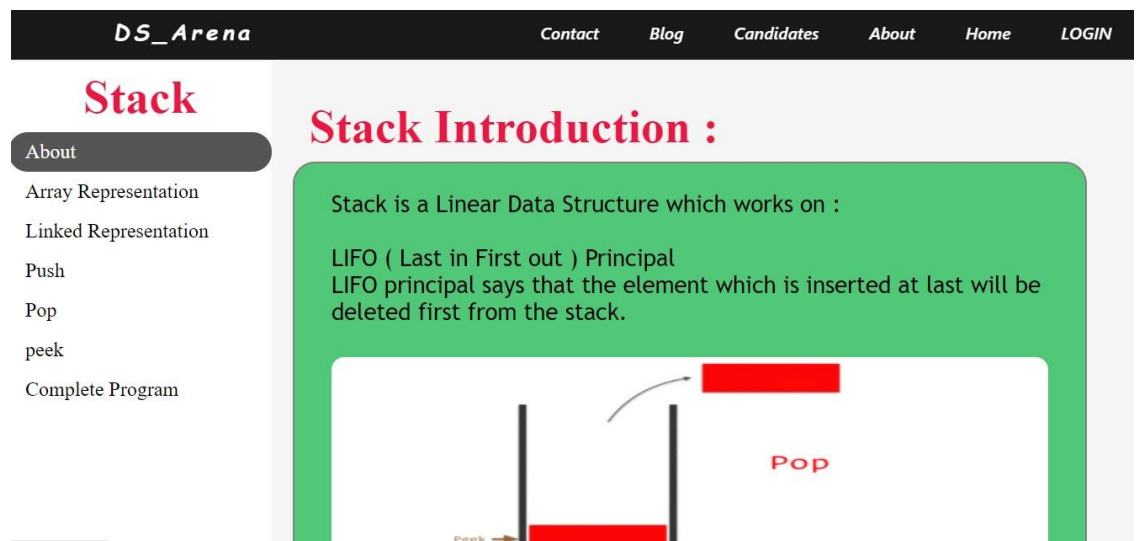 DS_Arena
Contact Blog Candidates About Home LOGIN
Stack
About
Array Representation
Linked Representation
Push
Pop
peek
Complete Program
Stack Introduction :
Stack is a Linear Data Structure which works on :
LIFO ( Last in First out ) Principal
LIFO principal says that the element which is inserted at last will be
deleted first from the stack.
Pop
Peek